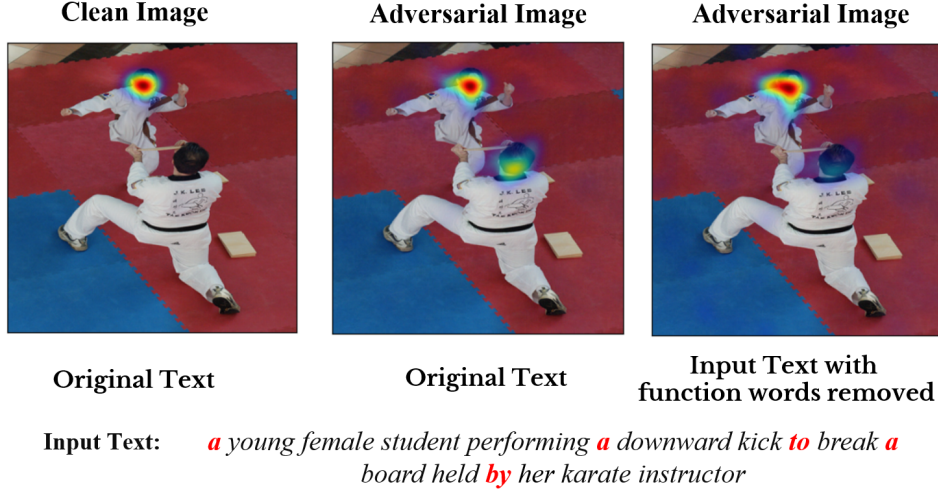 Clean Image
Adversarial Image
Adversarial Image
J.K. LEE
Original Text
Original Text
Input Text with
function words removed
Input Text: a young female student performing a downward kick to break a
board held by her karate instructor